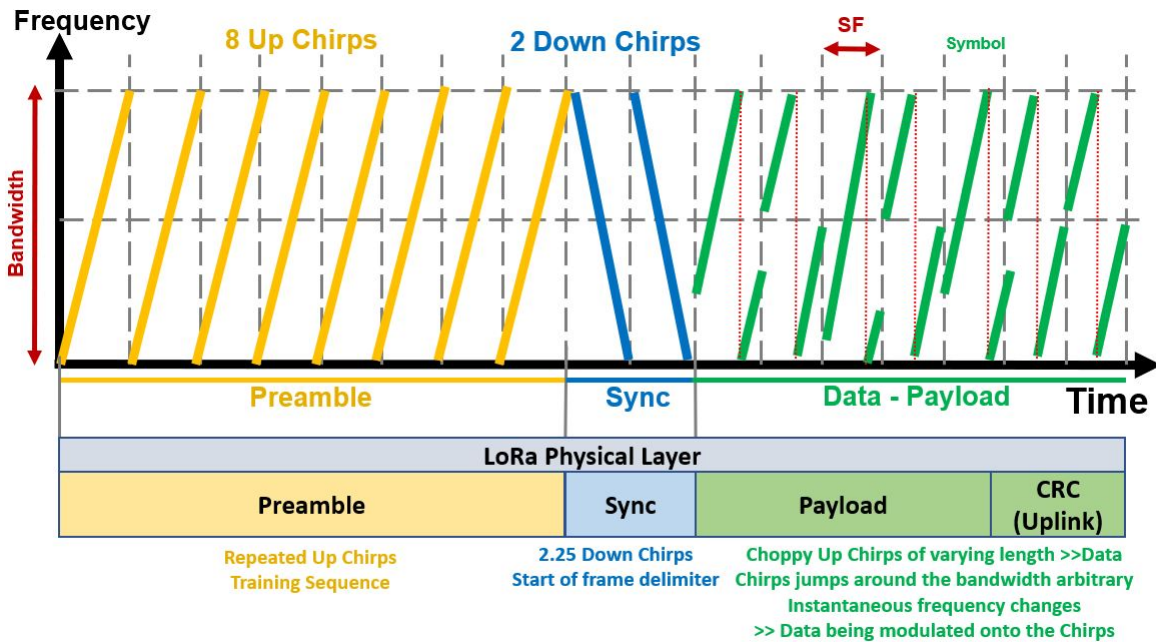 Frequency
8 Up Chirps
2 Down Chirps
SF
Symbol
Bandwidth
Preamble
Sync
Data - Payload
Time
LoRa Physical Layer
Preamble
Sync
Payload
CRC
(Uplink)
Repeated Up Chirps
Training Sequence
2.25 Down Chirps
Start of frame delimiter
Choppy Up Chirps of varying length >>Data
Chirps jumps around the bandwidth arbitrary
Instantaneous frequency changes
>> Data being modulated onto the Chirps